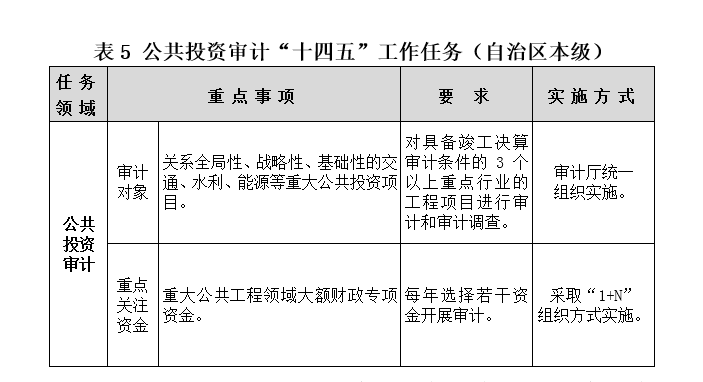 表5 公共投资审计“十四五”工作任务（自治区本级）
任务
领域
重点事项
要求
实施方式
公共
投资
审计
审计
对象
关系全局性、战略性、基础性的交
通、水利、能源等重大公共投资项
目。
对具备竣工决算
审计条件的 3 个
以上重点行业的
工程项目进行审
计和审计调查。
审计厅统一
组织实施。
重点
关注
资金
重大公共工程领域大额财政专项
资金。
每年选择若干资
金开展审计。
采取“1+N”
组织方式实施。